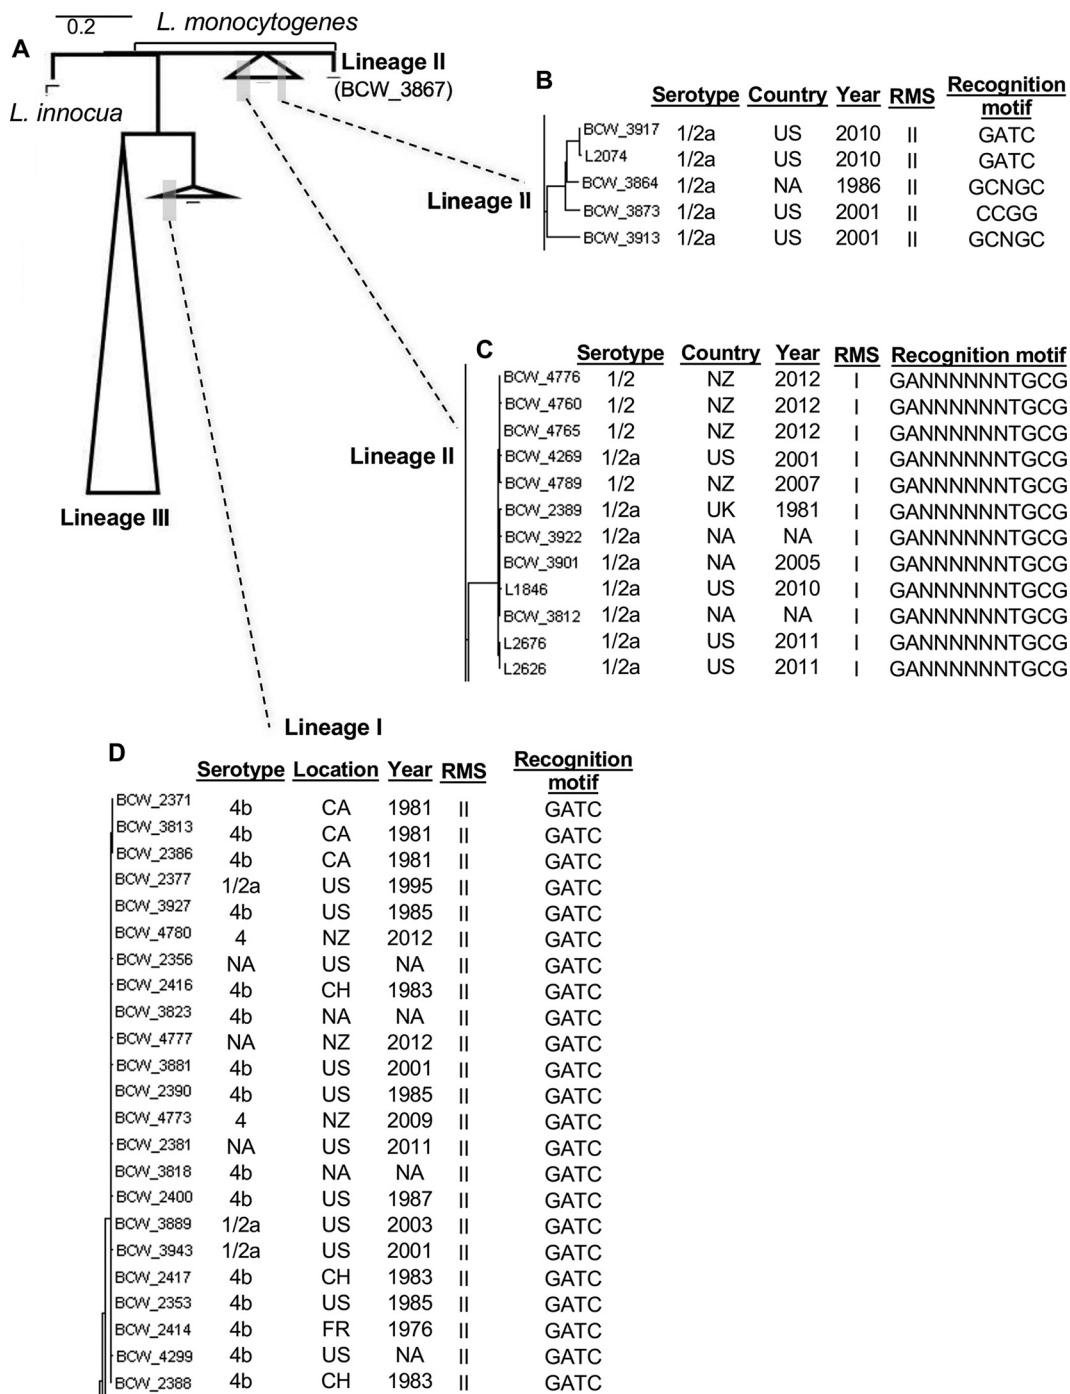 0.2
L. monocytogenes
A
Lineage II
(BCW_3867)
L. innocua
Lineage III
B
Serotype Country Year RMS Recognition motif
BCW_3917 1/2a US 2010 II GATC
L2074 1/2a US 2010 II GATC
BCW_3864 1/2a NA 1986 II GCNGC
BCW_3873 1/2a US 2001 II CCGG
BCW_3913 1/2a US 2001 II GCNGC
Lineage II
C
Serotype Country Year RMS Recognition motif
BCW_4776 1/2 NZ 2012 I GANNNNNNTGCG
BCW_4760 1/2 NZ 2012 I GANNNNNNTGCG
BCW_4765 1/2 NZ 2012 I GANNNNNNTGCG
BCW_4269 1/2a US 2001 I GANNNNNNTGCG
BCW_4789 1/2 NZ 2007 I GANNNNNNTGCG
BCW_2389 1/2a UK 1981 I GANNNNNNTGCG
BCW_3922 1/2a NA NA I GANNNNNNTGCG
BCW_3901 1/2a NA 2005 I GANNNNNNTGCG
L1846 1/2a US 2010 I GANNNNNNTGCG
BCW_3812 1/2a NA NA I GANNNNNNTGCG
L2676 1/2a US 2011 I GANNNNNNTGCG
L2626 1/2a US 2011 I GANNNNNNTGCG
Lineage II
Lineage I
D
Serotype Location Year RMS Recognition motif
BCW_2371 4b CA 1981 II GATC
BCW_3813 4b CA 1981 II GATC
BCW_2386 4b CA 1981 II GATC
BCW_2377 1/2a US 1995 II GATC
BCW_3927 4b US 1985 II GATC
BCW_4780 4 NZ 2012 II GATC
BCW_2356 NA US NA II GATC
BCW_2416 4b CH 1983 II GATC
BCW_3823 4b NA NA II GATC
BCW_4777 NA NZ 2012 II GATC
BCW_3881 4b US 2001 II GATC
BCW_2390 4b US 1985 II GATC
BCW_4773 4 NZ 2009 II GATC
BCW_2381 NA US 2011 II GATC
BCW_3818 4b NA NA II GATC
BCW_2400 4b US 1987 II GATC
BCW_3889 1/2a US 2003 II GATC
BCW_3943 1/2a US 2001 II GATC
BCW_2417 4b CH 1983 II GATC
BCW_2353 4b US 1985 II GATC
BCW_2414 4b FR 1976 II GATC
BCW_4299 4b US NA II GATC
BCW_2388 4b CH 1983 II GATC